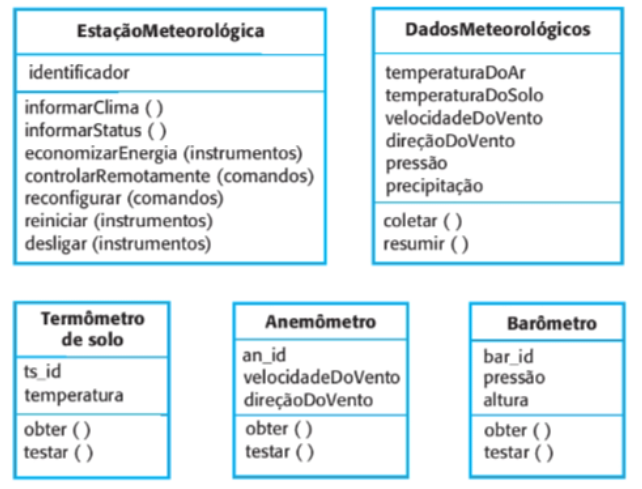 EstaçãoMeteorológica
identificador
informarClima ( )
informarStatus ( )
economizarEnergia (instrumentos)
controlarRemotamente (comandos)
reconfigurar (comandos)
reiniciar (instrumentos)
desligar (instrumentos)
DadosMeteorológicos
temperaturaDoAr
temperaturaDoSolo
velocidadeDoVento
direçãoDoVento
pressão
precipitação
coletar ( )
resumir ( )
Termômetro
de solo
ts_id
temperatura
obter ( )
testar ( )
Anemômetro
an_id
velocidadeDoVento
direçãoDoVento
obter ( )
testar ( )
Barômetro
bar_id
pressão
altura
obter ( )
testar ( )